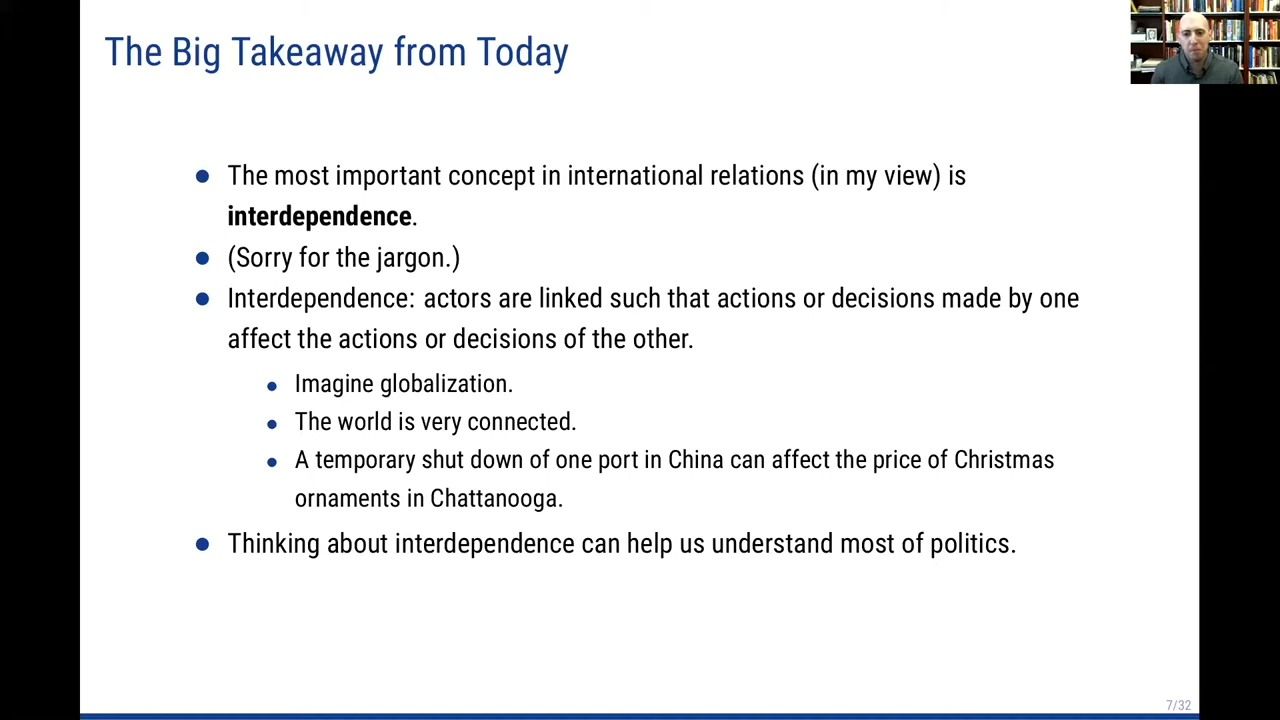 The Big Takeaway from Today
● The most important concept in international relations (in my view) is
interdependence.
● (Sorry for the jargon.)
● Interdependence: actors are linked such that actions or decisions made by one
affect the actions or decisions of the other.
● Imagine globalization.
● The world is very connected.
● A temporary shut down of one port in China can affect the price of Christmas
ornaments in Chattanooga.
● Thinking about interdependence can help us understand most of politics.
7/32